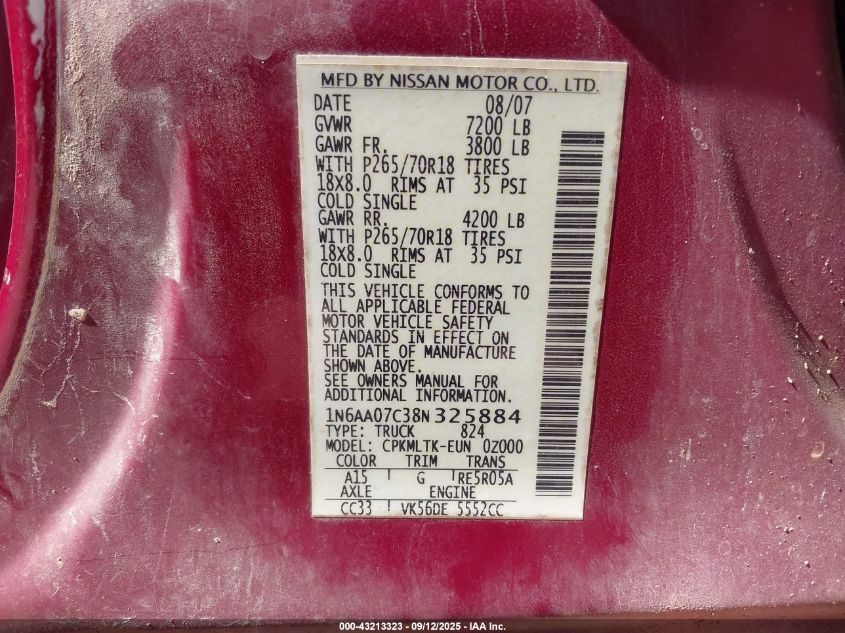 MFD BY NISSAN MOTOR CO., LTD.
DATE 08/07
GVWR 7200 LB
GAWR FR. 3800 LB
WITH P265/70R18 TIRES
18X8.0 RIMS AT 35 PSI
COLD SINGLE
GAWR RR. 4200 LB
WITH P265/70R18 TIRES
18X8.0 RIMS AT 35 PSI
COLD SINGLE
THIS VEHICLE CONFORMS TO
ALL APPLICABLE FEDERAL
MOTOR VEHICLE SAFETY
STANDARDS IN EFFECT ON
THE DATE OF MANUFACTURE
SHOWN ABOVE.
SEE OWNERS MANUAL FOR
ADDITIONAL INFORMATION.
1N6AA07C38N325884
TYPE: TRUCK 824
MODEL: CPKMLTK-EUN 0Z000
COLOR TRIM TRANS
A15 G RE5R05A
AXLE ENGINE
CC33 VK56DE 5552CC
000-43213323 - 09/12/2025 - IAA Inc.